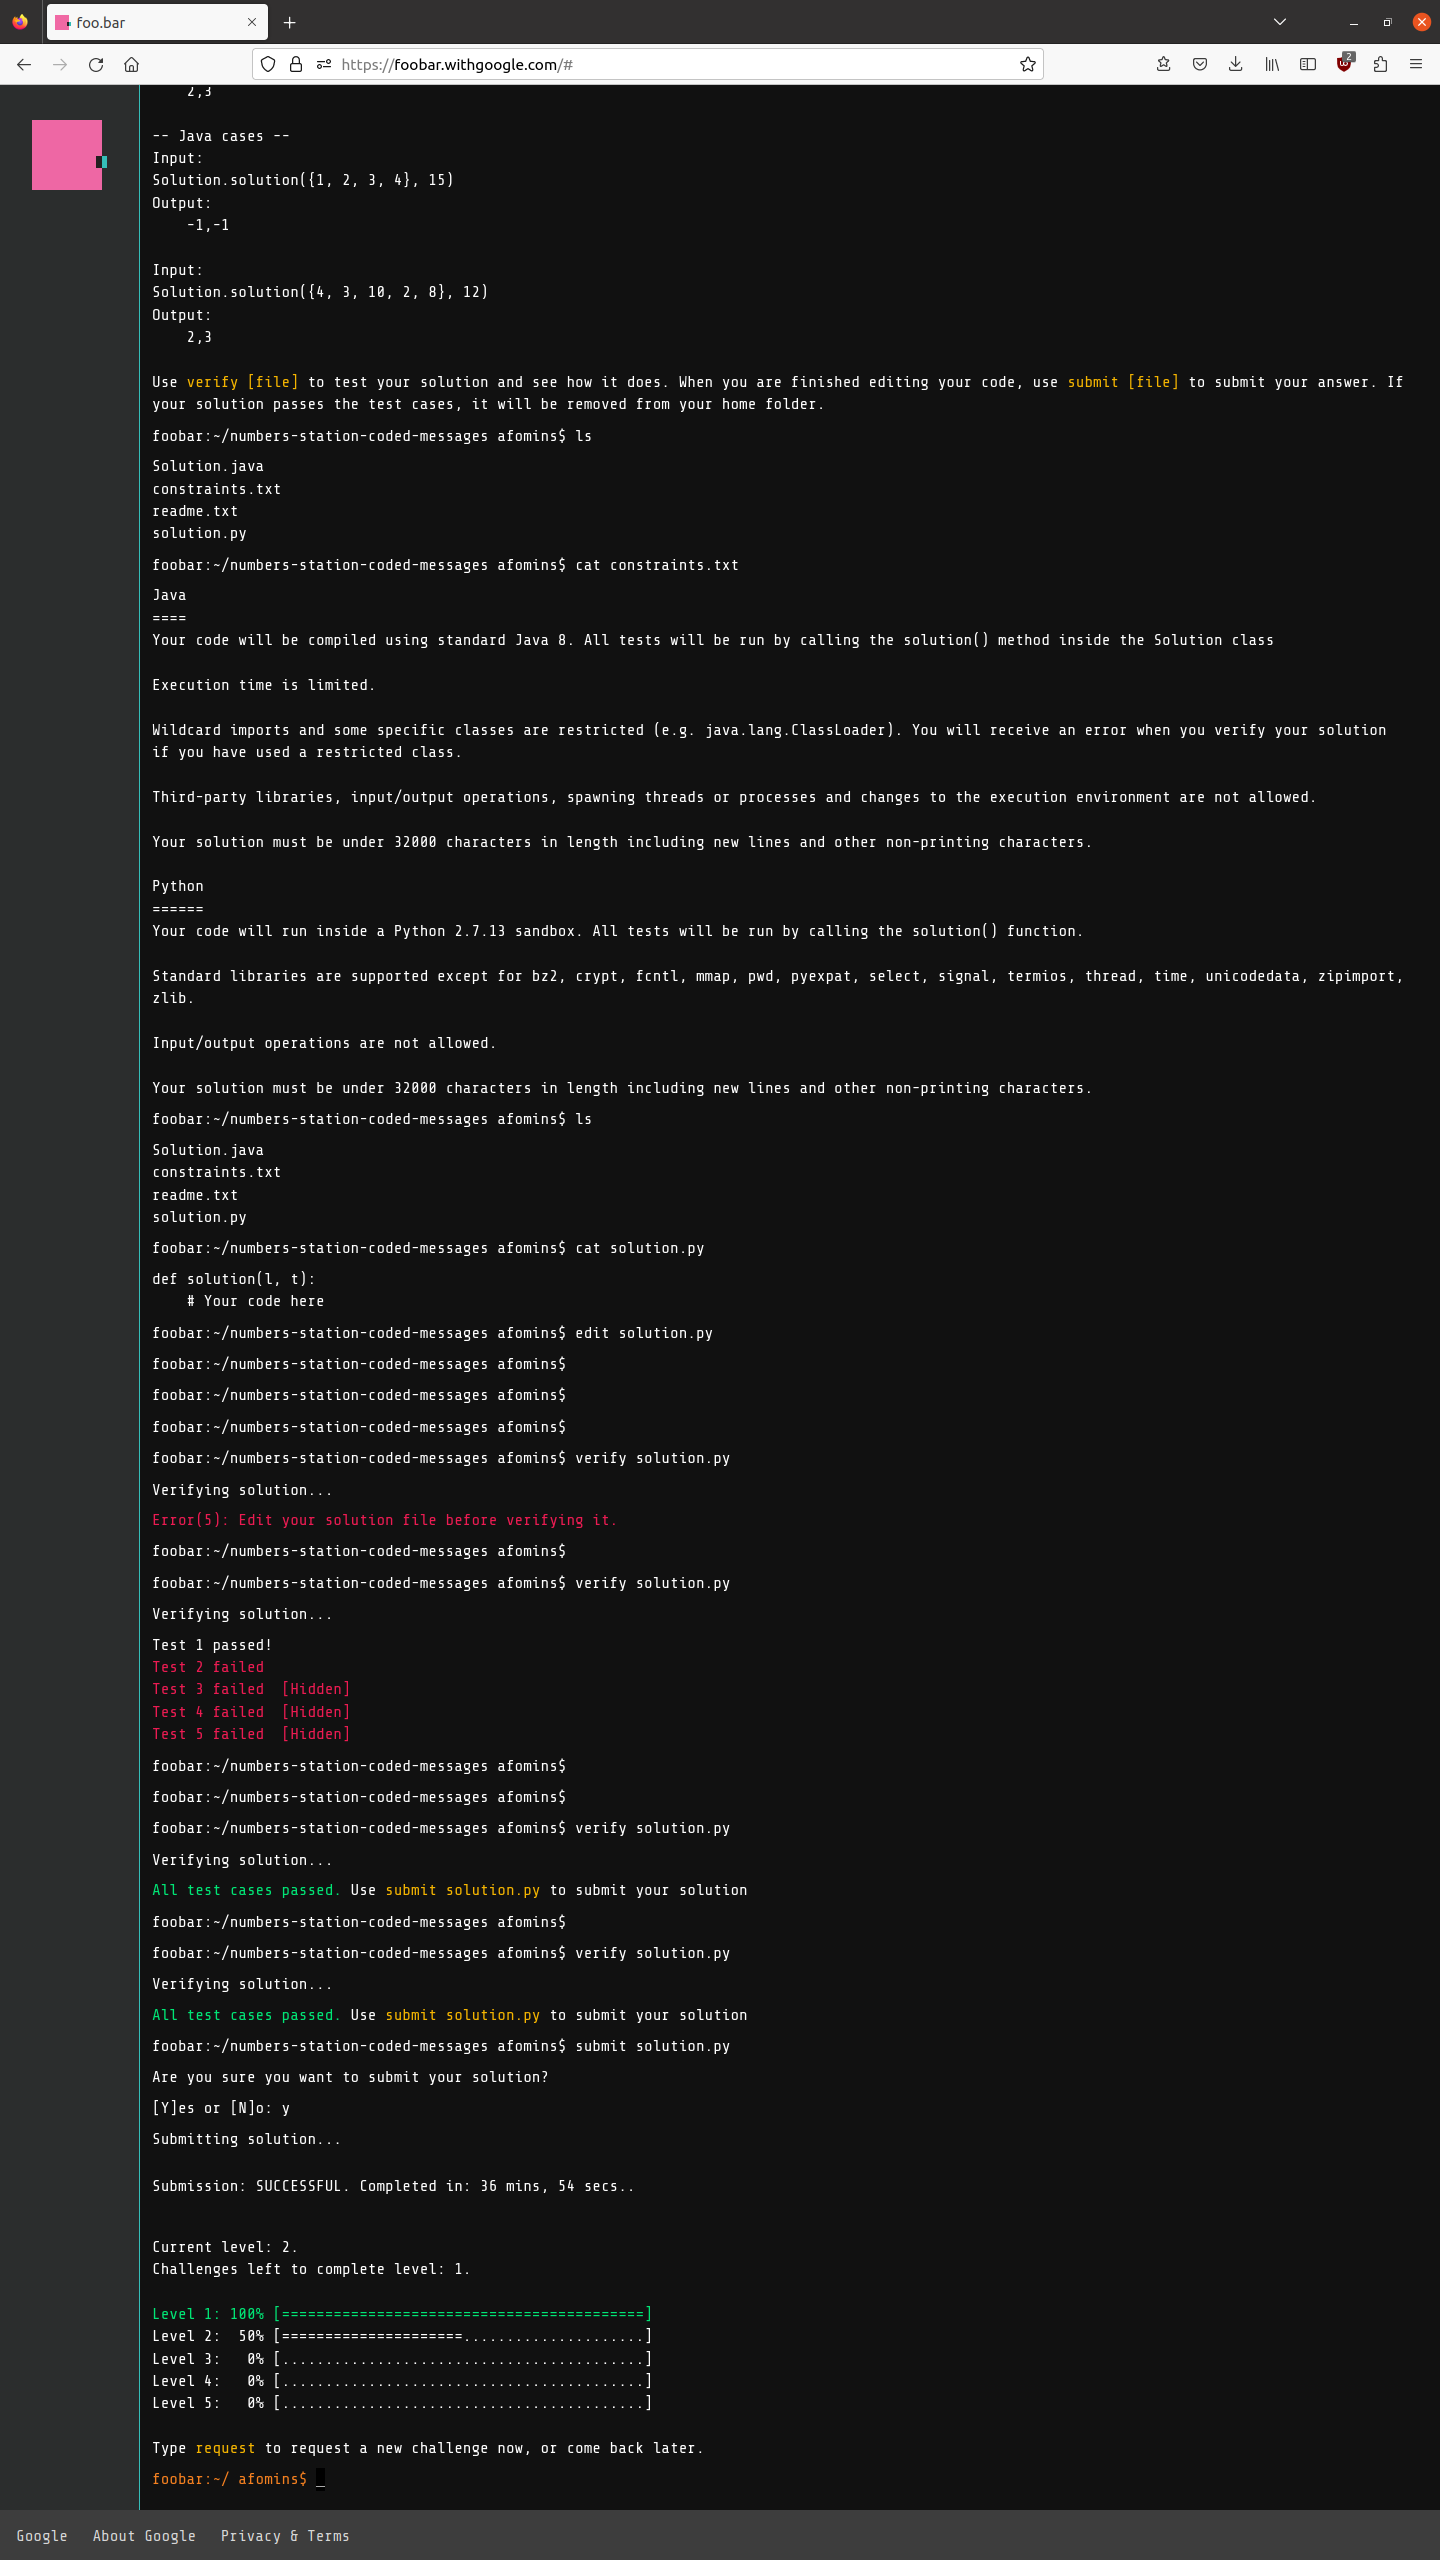 foo.bar
https://foobar.withgoogle.com/#
2
2,3
-- Java cases --
Input:
Solution.solution({1, 2, 3, 4}, 15)
Output:
    -1,-1
Input:
Solution.solution({4, 3, 10, 2, 8}, 12)
Output:
    2,3
Use verify [file] to test your solution and see how it does. When you are finished editing your code, use submit [file] to submit your answer. If
your solution passes the test cases, it will be removed from your home folder.
foobar:~/numbers-station-coded-messages afomins$ ls
Solution.java
constraints.txt
readme.txt
solution.py
foobar:~/numbers-station-coded-messages afomins$ cat constraints.txt
Java
====
Your code will be compiled using standard Java 8. All tests will be run by calling the solution() method inside the Solution class
Execution time is limited.
Wildcard imports and some specific classes are restricted (e.g. java.lang.ClassLoader). You will receive an error when you verify your solution
if you have used a restricted class.
Third-party libraries, input/output operations, spawning threads or processes and changes to the execution environment are not allowed.
Your solution must be under 32000 characters in length including new lines and other non-printing characters.
Python
======
Your code will run inside a Python 2.7.13 sandbox. All tests will be run by calling the solution() function.
Standard libraries are supported except for bz2, crypt, fcntl, mmap, pwd, pyexpat, select, signal, termios, thread, time, unicodedata, zipimport,
zlib.
Input/output operations are not allowed.
Your solution must be under 32000 characters in length including new lines and other non-printing characters.
foobar:~/numbers-station-coded-messages afomins$ ls
Solution.java
constraints.txt
readme.txt
solution.py
foobar:~/numbers-station-coded-messages afomins$ cat solution.py
def solution(l, t):
    # Your code here
foobar:~/numbers-station-coded-messages afomins$ edit solution.py
foobar:~/numbers-station-coded-messages afomins$
foobar:~/numbers-station-coded-messages afomins$
foobar:~/numbers-station-coded-messages afomins$
foobar:~/numbers-station-coded-messages afomins$ verify solution.py
Verifying solution...
Error(5): Edit your solution file before verifying it.
foobar:~/numbers-station-coded-messages afomins$
foobar:~/numbers-station-coded-messages afomins$ verify solution.py
Verifying solution...
Test 1 passed!
Test 2 failed
Test 3 failed  [Hidden]
Test 4 failed  [Hidden]
Test 5 failed  [Hidden]
foobar:~/numbers-station-coded-messages afomins$
foobar:~/numbers-station-coded-messages afomins$
foobar:~/numbers-station-coded-messages afomins$ verify solution.py
Verifying solution...
All test cases passed. Use submit solution.py to submit your solution
foobar:~/numbers-station-coded-messages afomins$
foobar:~/numbers-station-coded-messages afomins$ verify solution.py
Verifying solution...
All test cases passed. Use submit solution.py to submit your solution
foobar:~/numbers-station-coded-messages afomins$ submit solution.py
Are you sure you want to submit your solution?
[Y]es or [N]o: y
Submitting solution...
Submission: SUCCESSFUL. Completed in: 36 mins, 54 secs..
Current level: 2.
Challenges left to complete level: 1.
Level 1: 100% [==========================================]
Level 2:  50% [=====================.....................]
Level 3:   0% [..........................................]
Level 4:   0% [..........................................]
Level 5:   0% [..........................................]
Type request to request a new challenge now, or come back later.
foobar:~/ afomins$ _
Google   About Google   Privacy & Terms